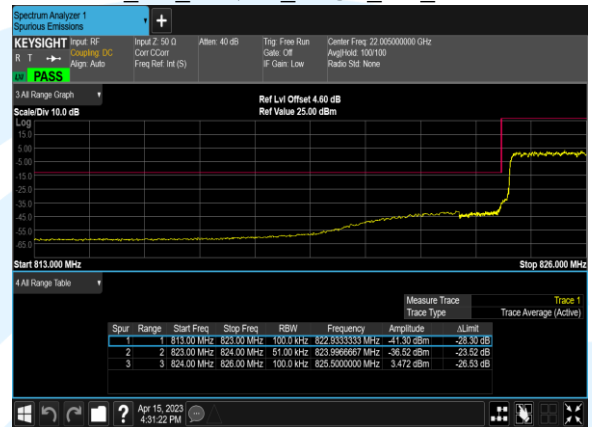 Spectrum Analyzer 1
Spurious Emissions
KEYSIGHT Input: RF Input Z: 50 Ω Atten: 40 dB Trig: Free Run Center Freq: 22.005000000 GHz
R T Coupling: DC Corr CCorr Gate: Off Avg|Hold: 100/100
Align: Auto Freq Ref: Int (S) IF Gain: Low Radio Std: None
LV PASS
3 All Range Graph
Ref Lvl Offset 4.60 dB
Scale/Div 10.0 dB Ref Value 25.00 dBm
Log
15.0
5.00
-5.00
-15.0
-25.0
-35.0
-45.0
-55.0
-65.0
Start 813.000 MHz Stop 826.000 MHz
4 All Range Table
Measure Trace Trace 1
Trace Type Trace Average (Active)
Spur Range Start Freq Stop Freq RBW Frequency Amplitude ΔLimit
1 1 813.00 MHz 823.00 MHz 100.0 kHz 822.9333333 MHz -41.30 dBm -28.30 dB
2 2 823.00 MHz 824.00 MHz 51.00 kHz 823.9966667 MHz -36.52 dBm -23.52 dB
3 3 824.00 MHz 826.00 MHz 100.0 kHz 825.5000000 MHz 3.472 dBm -26.53 dB
? Apr 15, 2023
4:31:22 PM